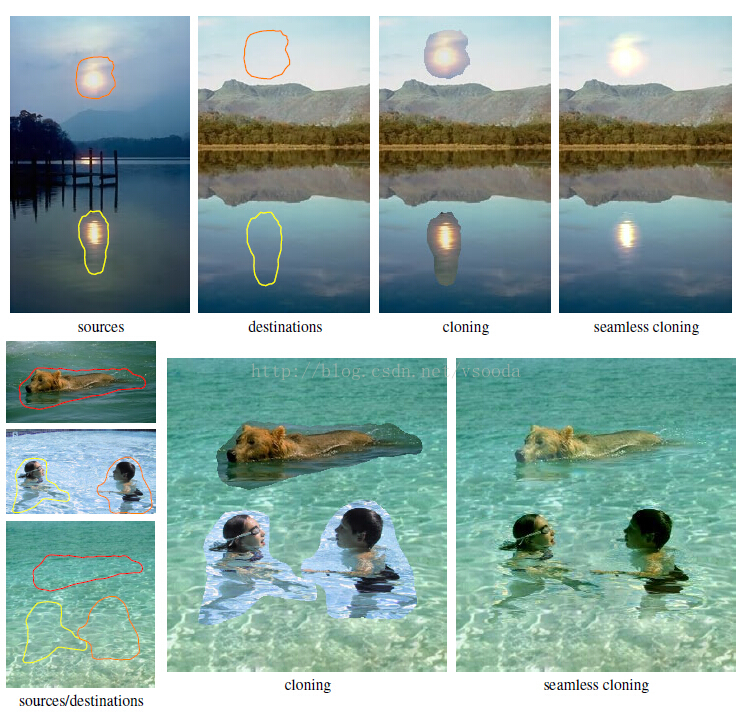 sources
destinations
cloning
seamless cloning
http://blog.csdn.net/vsooda
sources/destinations
cloning
seamless cloning